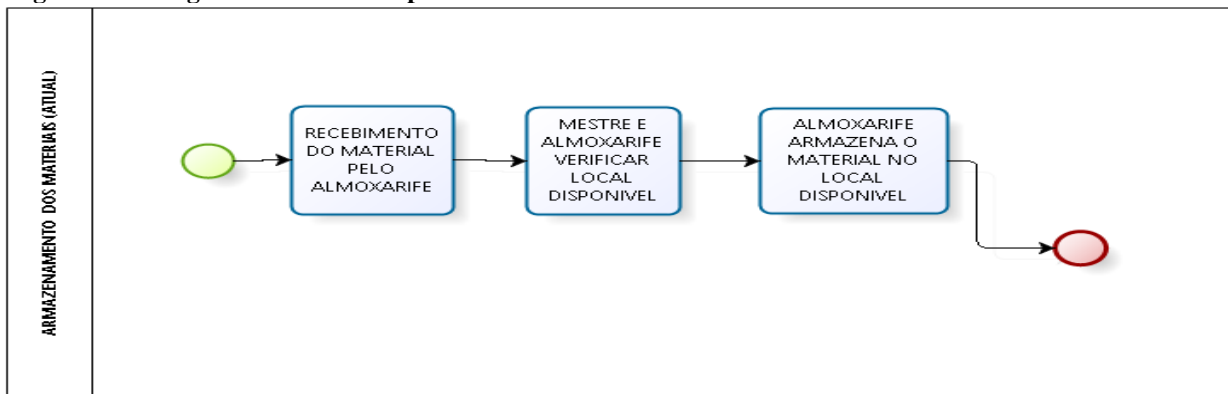 ARMAZENAMENTO DOS MATERIAIS (ATUAL)
RECEBIMENTO
DO MATERIAL
PELO
ALMOXARIFE
MESTRE E
ALMOXARIFE
VERIFICAR
LOCAL
DISPONIVEL
ALMOXARIFE
ARMAZENA O
MATERIAL NO
LOCAL
DISPONIVEL